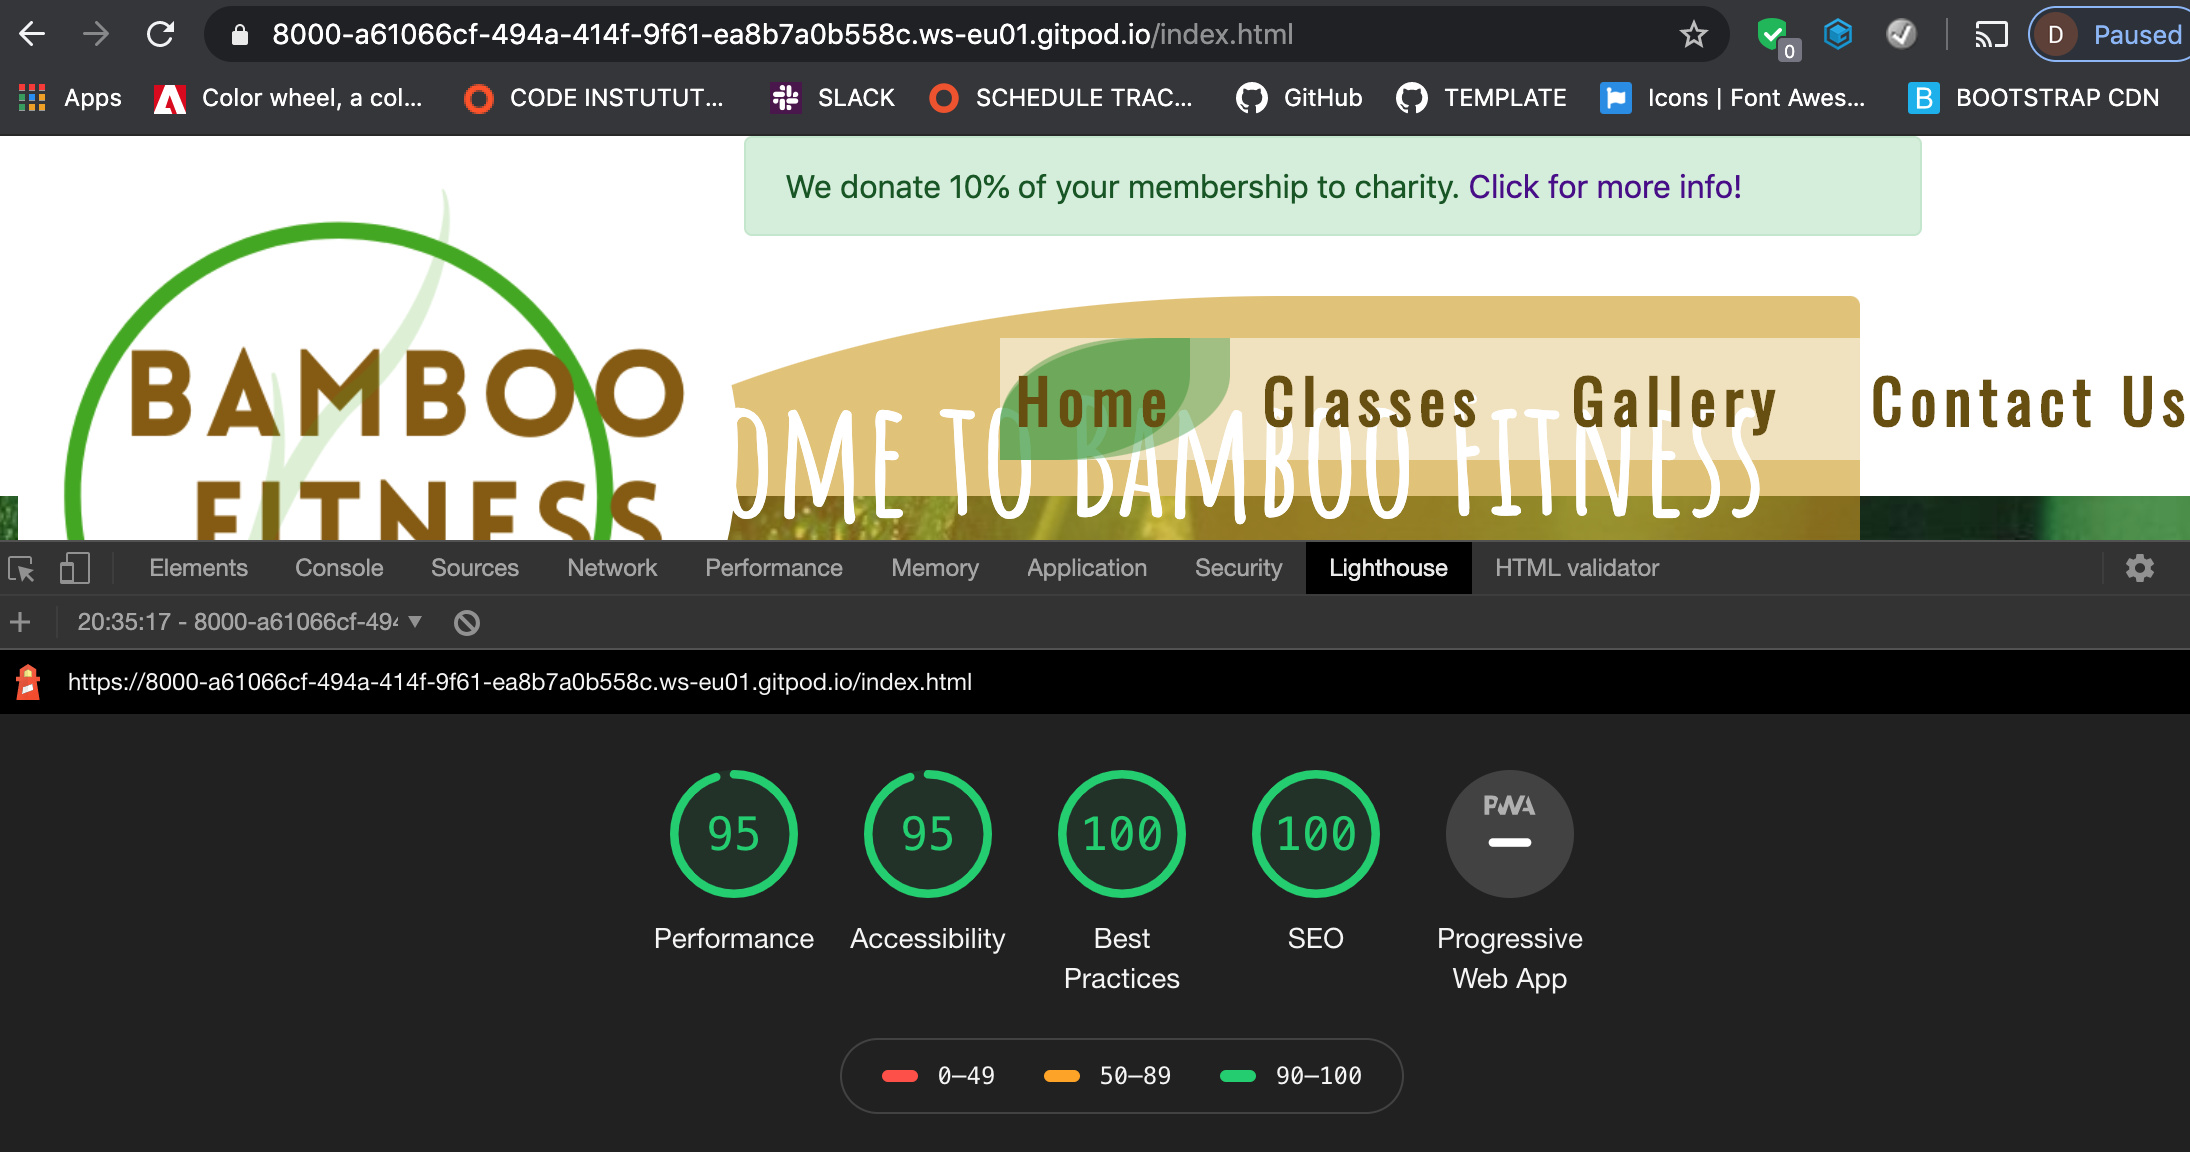 8000-a61066cf-494a-414f-9f61-ea8b7a0b558c.ws-eu01.gitpod.io/index.html
0
D Paused
Apps Color wheel, a col... CODE INSTUTUT... SLACK SCHEDULE TRAC... GitHub TEMPLATE Icons | Font Awes... B BOOTSTRAP CDN
We donate 10% of your membership to charity. Click for more info!
BAMBOO
FITNESS
Home Classes Gallery Contact Us
OME TO BAMBOO FITNESS
Elements Console Sources Network Performance Memory Application Security Lighthouse HTML validator
20:35:17 - 8000-a61066cf-494
https://8000-a61066cf-494a-414f-9f61-ea8b7a0b558c.ws-eu01.gitpod.io/index.html
95 95 100 100 PWA
Performance Accessibility Best Practices SEO Progressive Web App
0–49 50–89 90–100